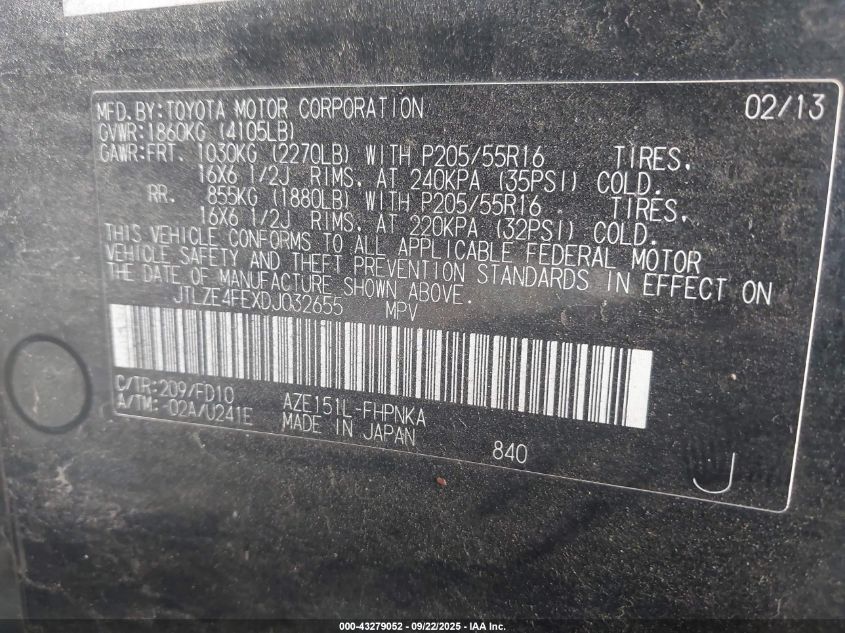 MFD.BY:TOYOTA MOTOR CORPORATION 02/13
GVWR:1860KG (4105LB)
GAWR:FRT. 1030KG (2270LB) WITH P205/55R16 TIRES,
16X6 1/2J RIMS, AT 240KPA (35PSI) COLD.
RR. 855KG (1880LB) WITH P205/55R16 TIRES,
16X6 1/2J RIMS, AT 220KPA (32PSI) COLD.
THIS VEHICLE CONFORMS TO ALL APPLICABLE FEDERAL MOTOR
VEHICLE SAFETY AND THEFT PREVENTION STANDARDS IN EFFECT ON
THE DATE OF MANUFACTURE SHOWN ABOVE.
JTLZE4FEXDJ032655 MPV
C/TR:209/FD10 AZE151L-FHPNKA
A/TM:-02A/U241E MADE IN JAPAN
840 J
000-43279052 - 09/22/2025 - IAA Inc.